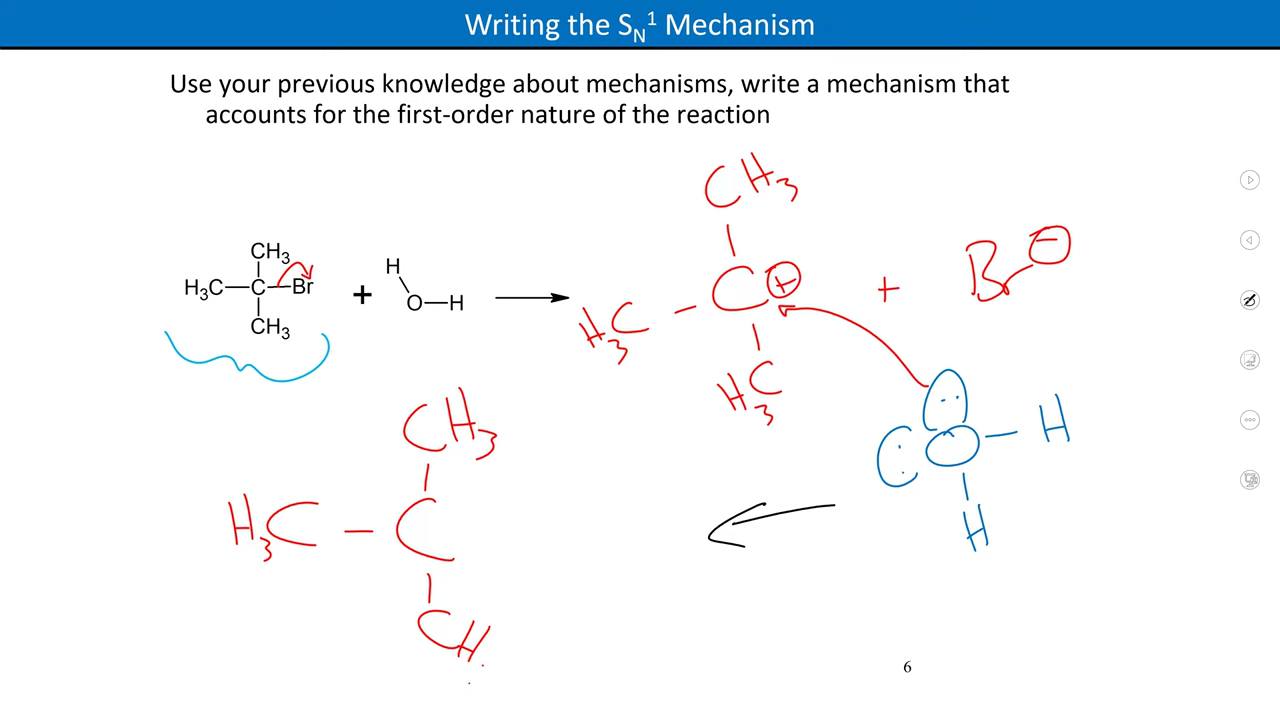 Writing the SN1 Mechanism
Use your previous knowledge about mechanisms, write a mechanism that
accounts for the first-order nature of the reaction
CH3
H3C—C—Br
CH3
+
H
O—H
CH3
H3C – C +
H3C
+
Br –
O – H
H
CH3
H3C – C
CH
6